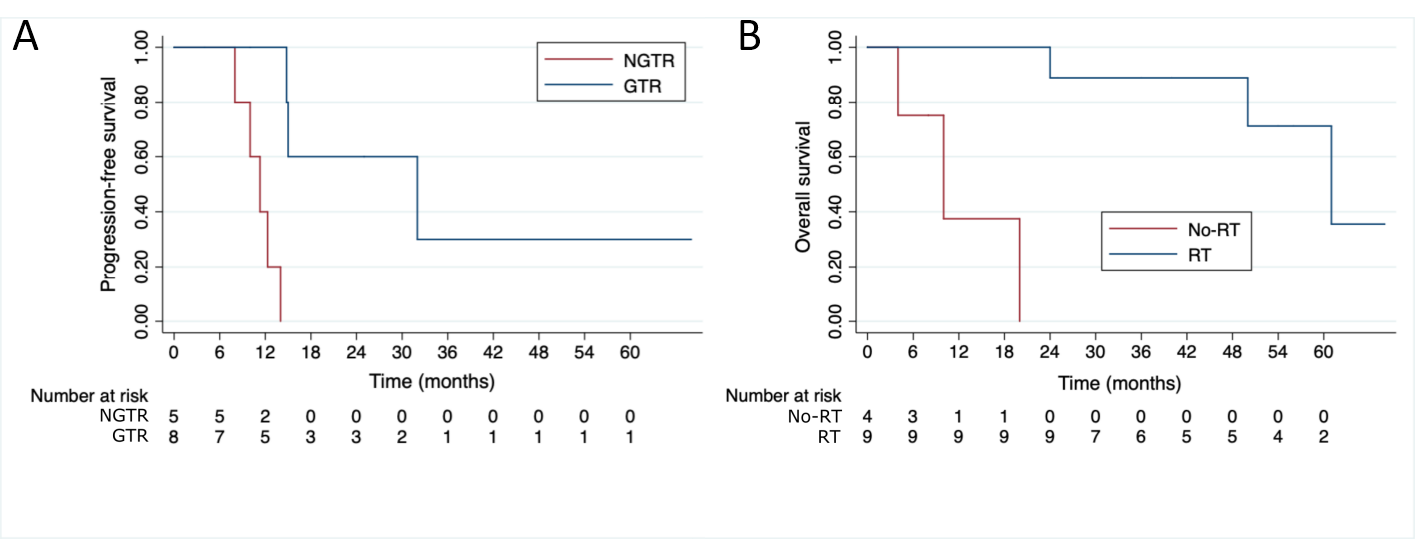 A
Progression-free survival
1.00
0.80
0.60
0.40
0.20
0.00
NGTR
GTR
0 6 12 18 24 30 36 42 48 54 60
Time (months)
Number at risk
NGTR 5 5 2 0 0 0 0 0 0 0 0
GTR 8 7 5 3 3 2 1 1 1 1 1
B
Overall survival
1.00
0.80
0.60
0.40
0.20
0.00
No-RT
RT
0 6 12 18 24 30 36 42 48 54 60
Time (months)
Number at risk
No-RT 4 3 1 1 0 0 0 0 0 0 0
RT 9 9 9 9 9 7 6 5 5 4 2